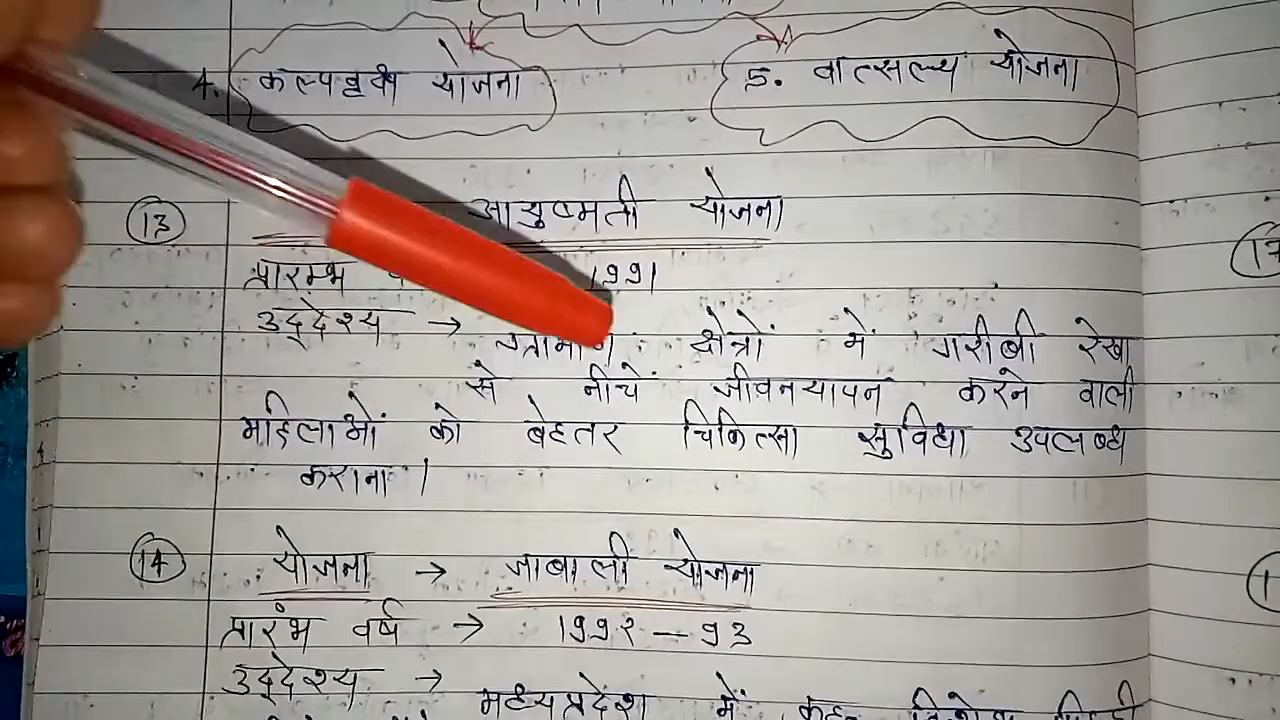 4. कल्पवृक्ष योजना 5. वात्सल्य योजना
13 आयुष्मती योजना
प्रारम्भ 1991
उद्देश्य → ग्रामीण क्षेत्रों में गरीबी रेखा
से नीचे जीवनयापन करने वाली
महिलाओं को बेहतर चिकित्सा सुविधा उपलब्ध
कराना।
14 योजना → जाबाली योजना
प्रारंभ वर्ष → 1992-93
उद्देश्य → मध्यप्रदेश में